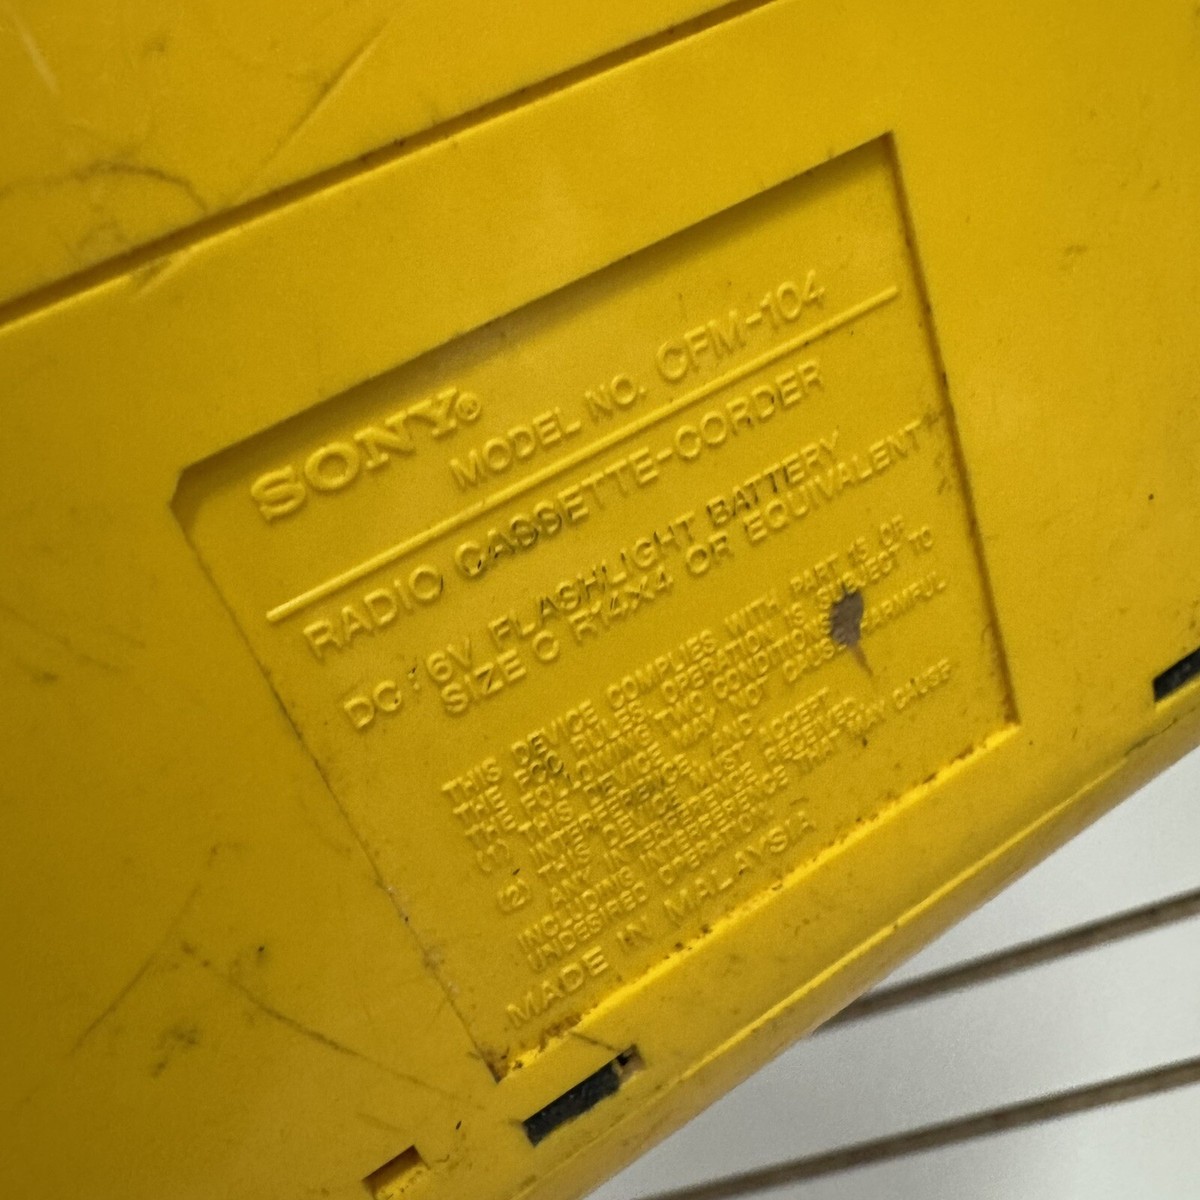 SONY®
MODEL NO. CFM-104
RADIO CASSETTE-CORDER
DC : 6V FLASHLIGHT BATTERY
SIZE C R14X4 OR EQUIVALENT
THIS DEVICE COMPLIES WITH PART 15 OF
THE FCC RULES. OPERATION IS SUBJECT TO
THE FOLLOWING TWO CONDITIONS:
(1) THIS DEVICE MAY NOT CAUSE HARMFUL
INTERFERENCE, AND
(2) THIS DEVICE MUST ACCEPT
ANY INTERFERENCE RECEIVED,
INCLUDING INTERFERENCE THAT MAY CAUSE
UNDESIRED OPERATION.
MADE IN MALAYSIA